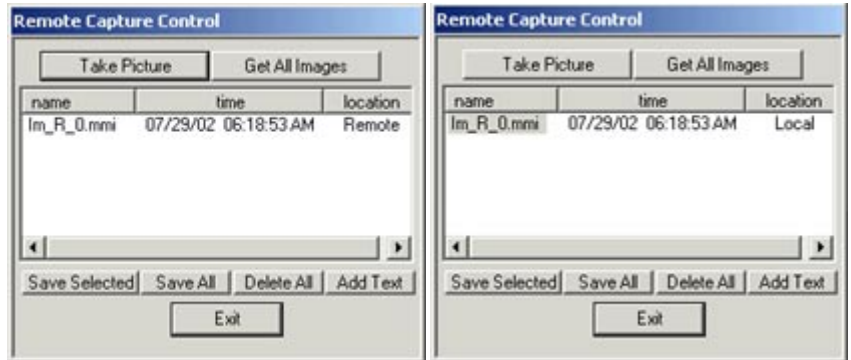 Remote Capture Control
Take Picture Get All Images
name time location
Im_R_0.mmi 07/29/02 06:18:53 AM Remote
Save Selected Save All Delete All Add Text
Exit
Remote Capture Control
Take Picture Get All Images
name time location
Im_R_0.mmi 07/29/02 06:18:53 AM Local
Save Selected Save All Delete All Add Text
Exit